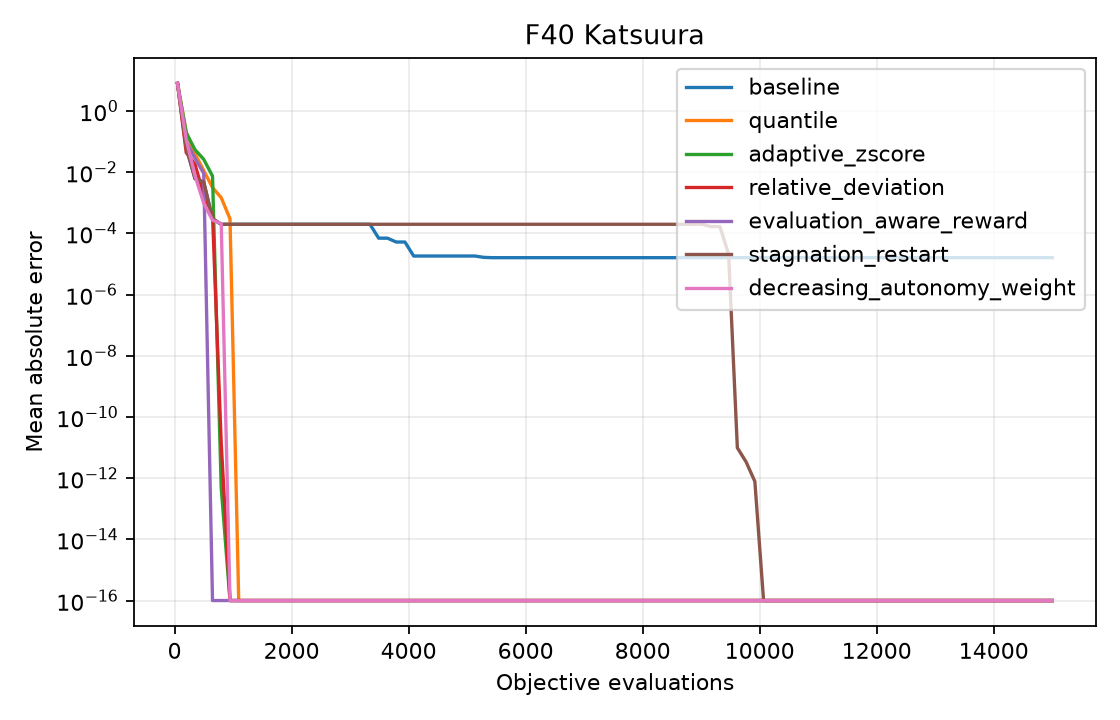 F40 Katsuura
Mean absolute error
10^0
10^-2
10^-4
10^-6
10^-8
10^-10
10^-12
10^-14
10^-16
baseline
quantile
adaptive_zscore
relative_deviation
evaluation_aware_reward
stagnation_restart
decreasing_autonomy_weight
0 2000 4000 6000 8000 10000 12000 14000
Objective evaluations